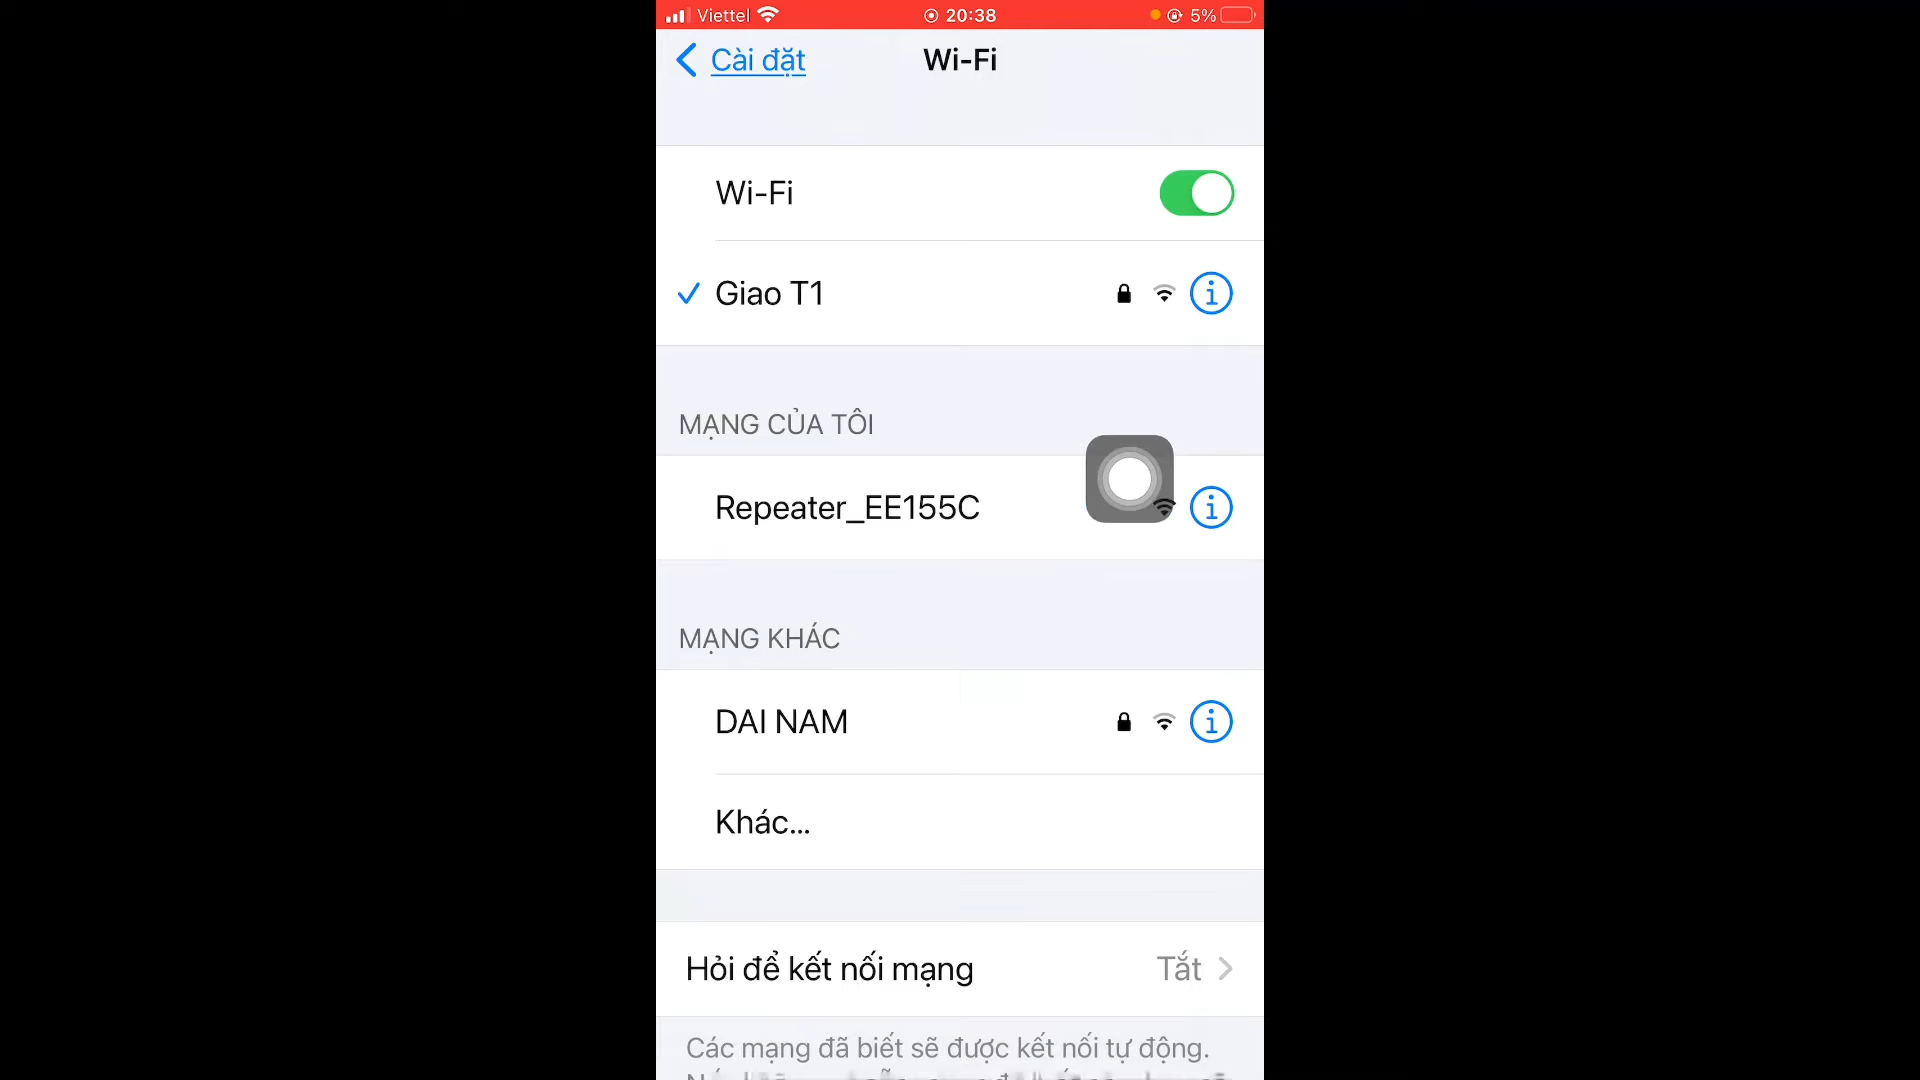 Viettel 20:38 5%
Cài đặt Wi-Fi
Wi-Fi
Giao T1
MẠNG CỦA TÔI
Repeater_EE155C
MẠNG KHÁC
DAI NAM
Khác...
Hỏi để kết nối mạng Tắt
Các mạng đã biết sẽ được kết nối tự động.